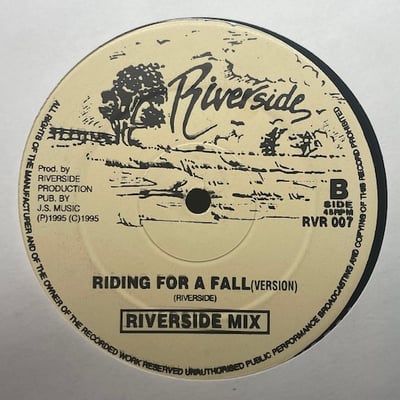 Riverside
Prod. by
RIVERSIDE
PRODUCTION
PUB. BY
J.S. MUSIC
(P)1995 (C)1995
B
SIDE
45RPM
RVR 007
RIDING FOR A FALL (VERSION)
(RIVERSIDE)
RIVERSIDE MIX
ALL RIGHTS OF THE MANUFACTURER AND OF THE OWNER OF THE RECORDED WORK RESERVED UNAUTHORISED PUBLIC PERFORMANCE BROADCASTING AND COPYING OF THIS RECORD PROHIBITED